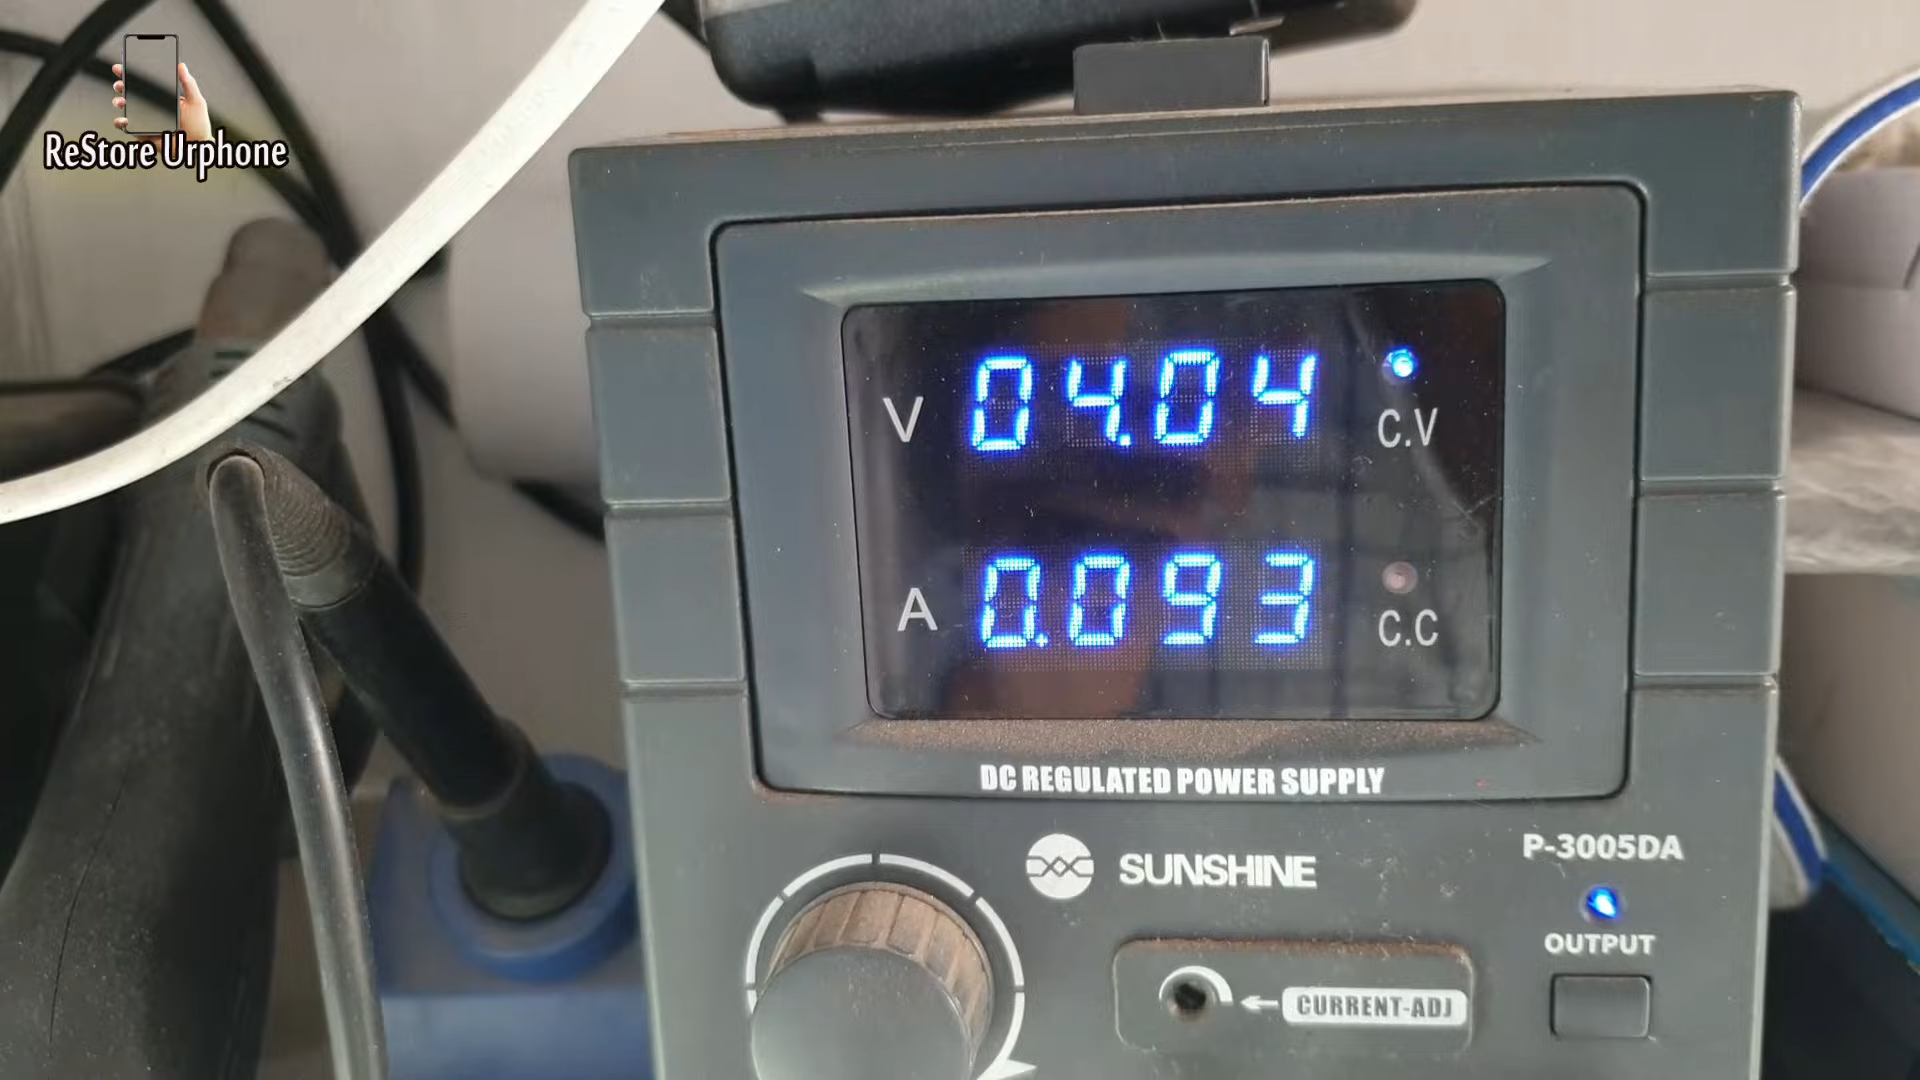 ReStore Urphone
V 04.04 C.V
A 0.093 C.C
DC REGULATED POWER SUPPLY
SUNSHINE
P-3005DA
OUTPUT
CURRENT-ADJ